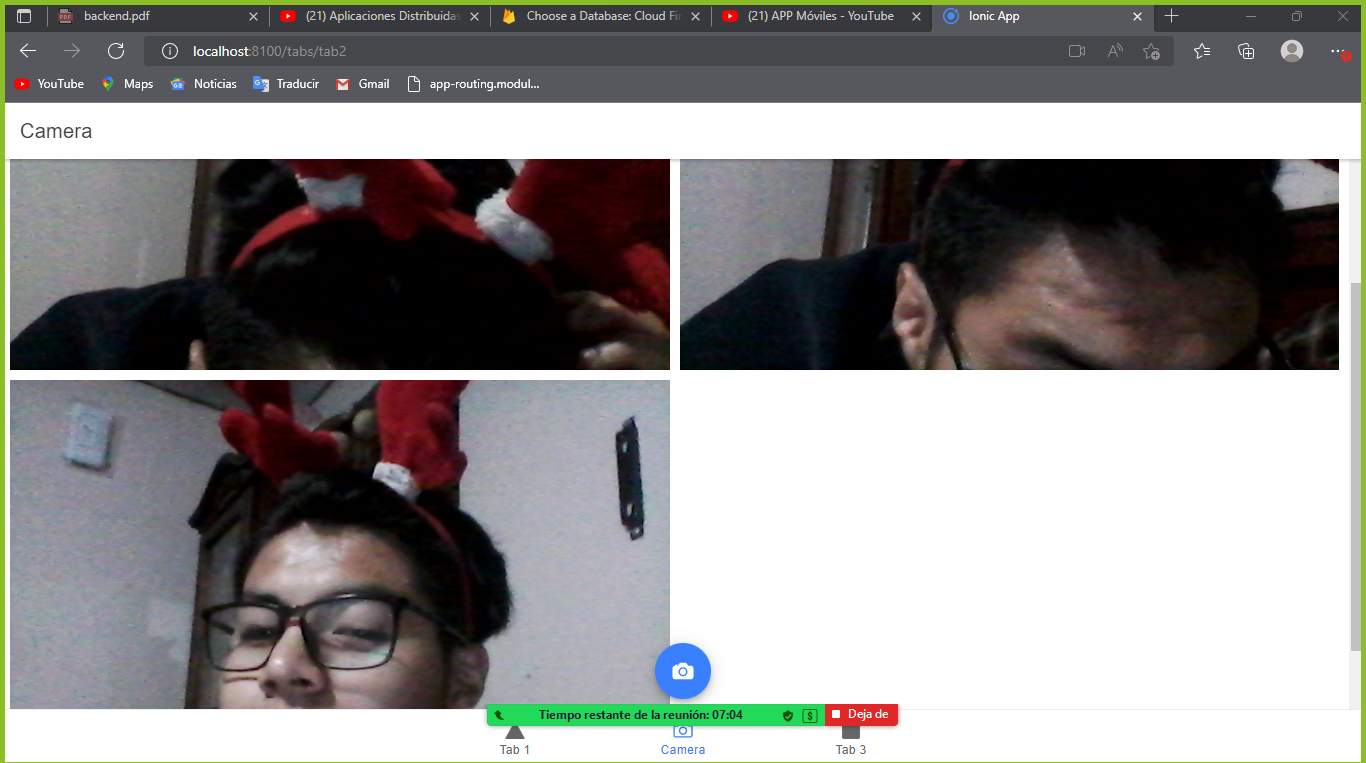 backend.pdf
(21) Aplicaciones Distribuidas
Choose a Database: Cloud Fir
(21) APP Móviles - YouTube
Ionic App
localhost:8100/tabs/tab2
YouTube
Maps
Noticias
Traducir
Gmail
app-routing.modul...
Camera
Tiempo restante de la reunión: 07:04
Deja de
Tab 1
Camera
Tab 3